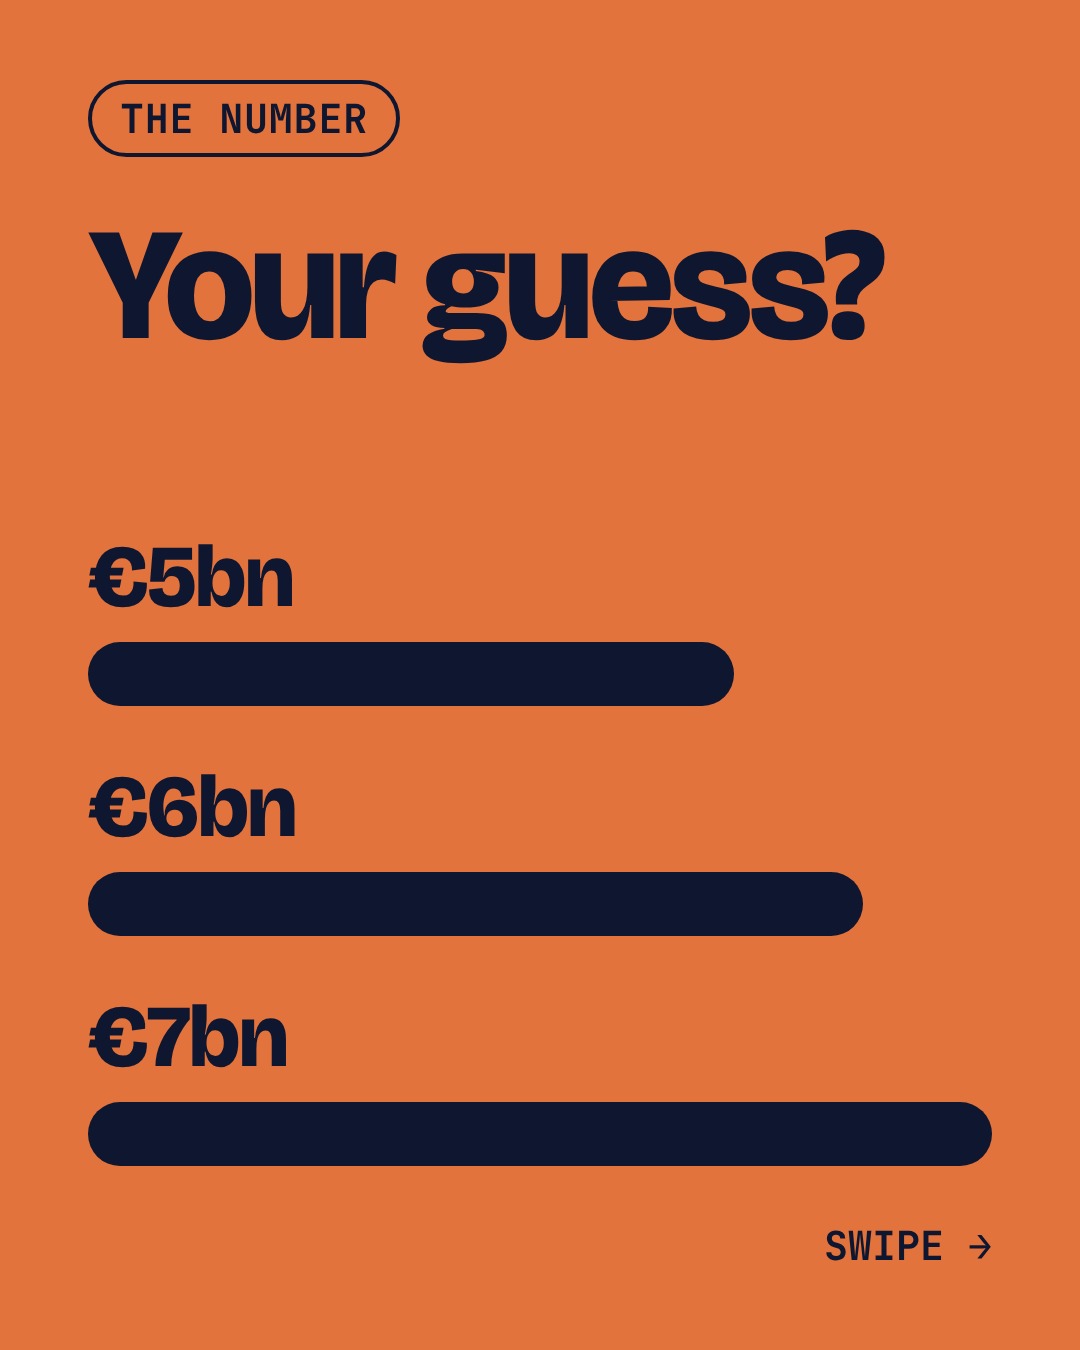 THE NUMBER
Your guess?
€5bn
€6bn
€7bn
SWIPE →